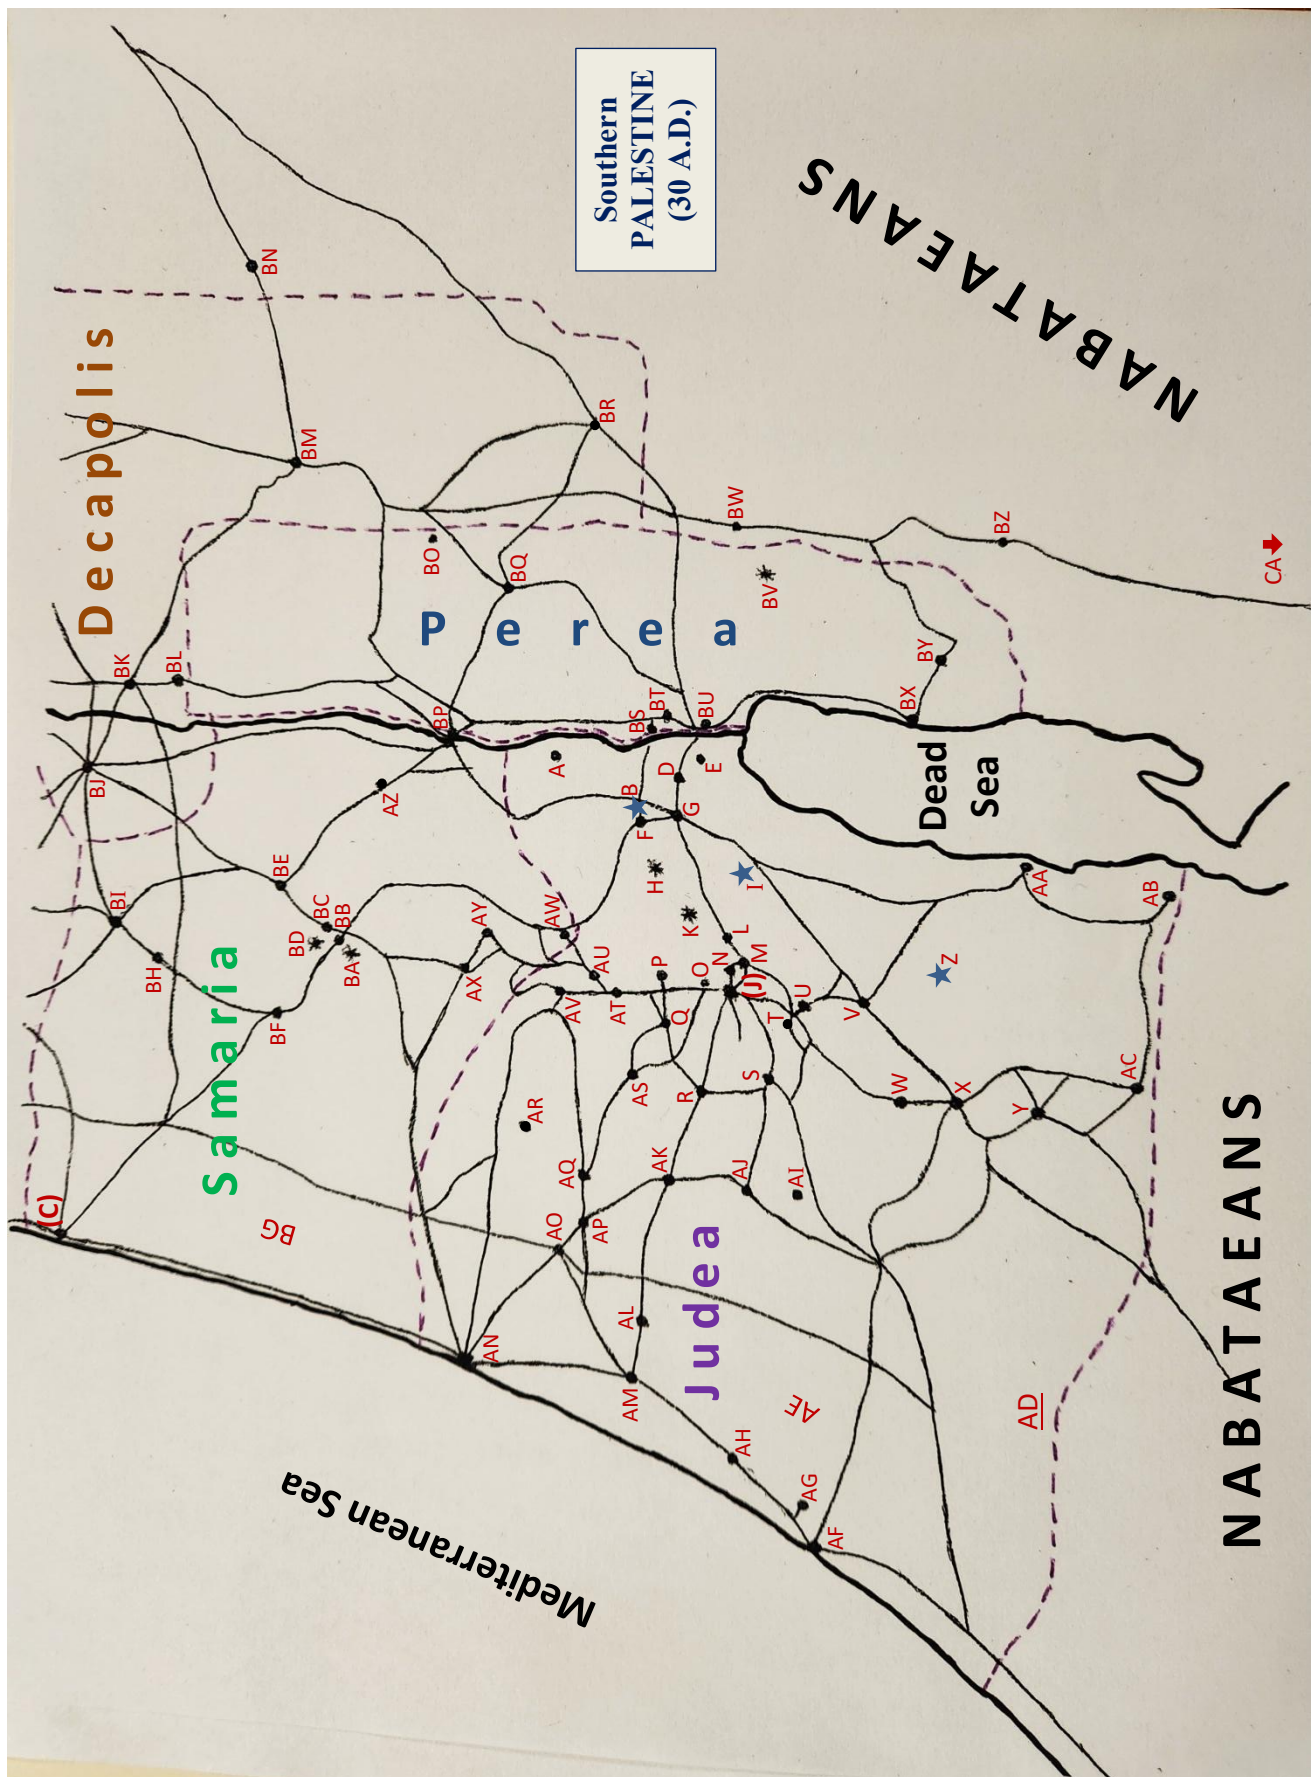 Southern
PALESTINE
(30 A.D.)
Decapolis
Samaria
Perea
Judea
Dead
Sea
Mediterranean Sea
NABATAEANS
NABATAEANS
BN
BM
BR
BO
BQ
BW
BV
BZ
CA
BY
BX
BK
BL
BP
BS
BT
BU
BJ
AZ
A
B
D
E
F
G
H
I
K
L
M
N
O
(J)
P
Q
R
S
T
U
V
W
X
Y
Z
AA
AB
AC
AD
AE
AF
AG
AH
AI
AJ
AK
AL
AM
AN
AO
AP
AQ
AR
AS
AT
AU
AV
AW
AX
AY
BA
BB
BC
BD
BE
BF
BG
BH
BI
(C)